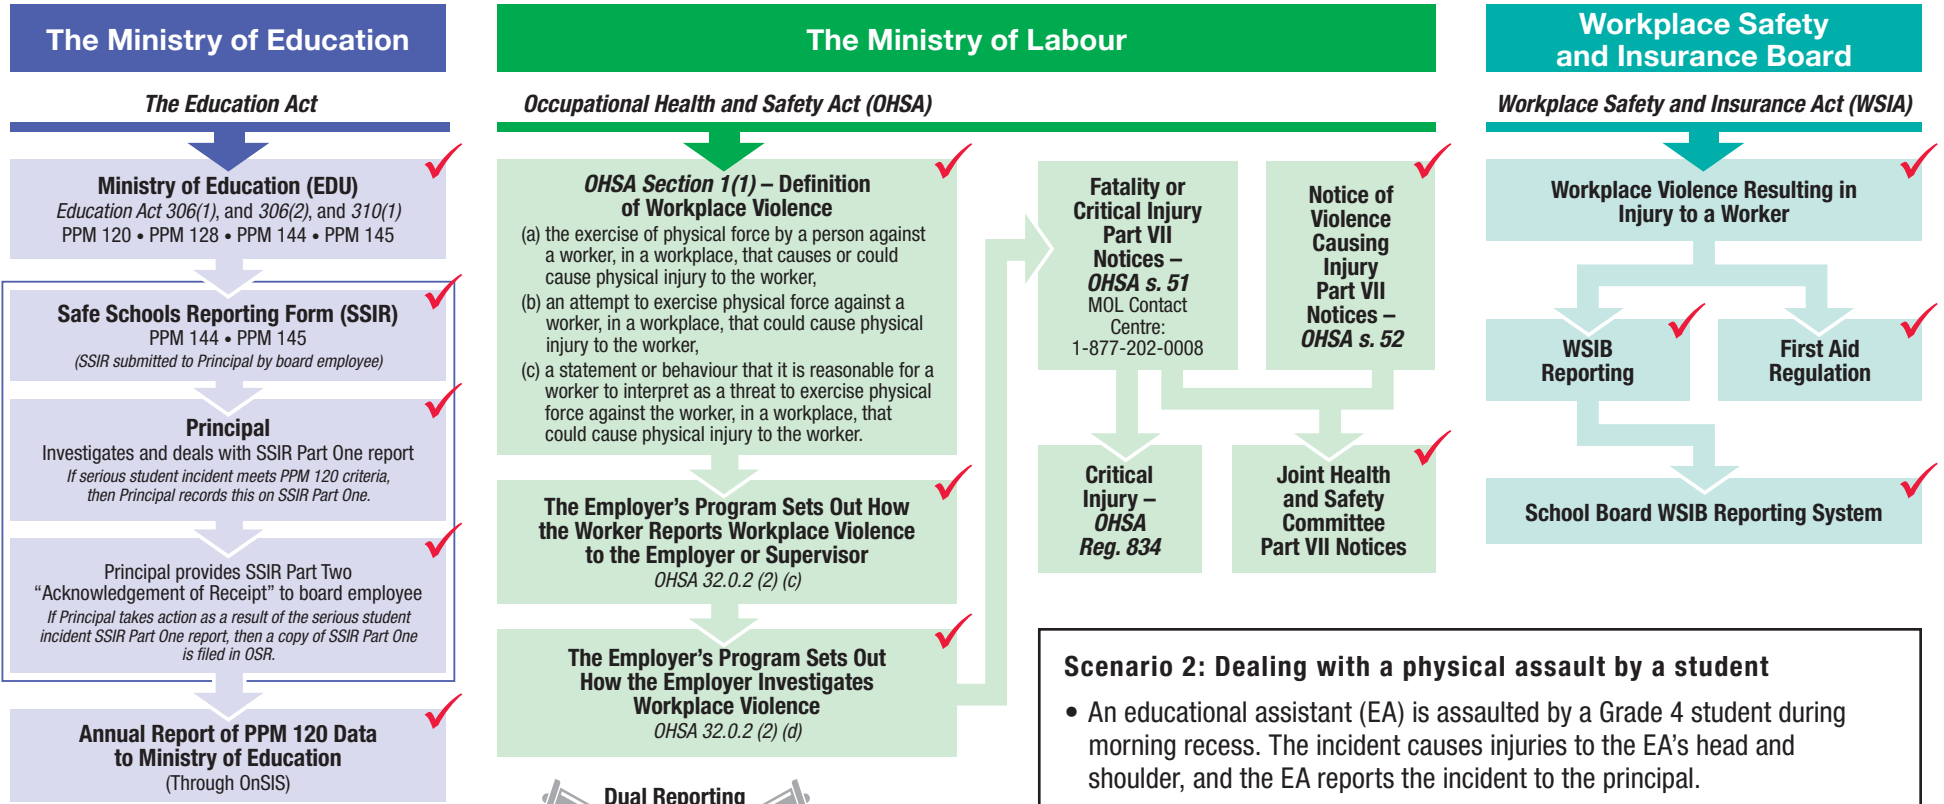 The Ministry of Education
The Education Act
Ministry of Education (EDU)
Education Act 306(1), and 306(2), and 310(1)
PPM 120 • PPM 128 • PPM 144 • PPM 145
Safe Schools Reporting Form (SSIR)
PPM 144 • PPM 145
(SSIR submitted to Principal by board employee)
Principal
Investigates and deals with SSIR Part One report
If serious student incident meets PPM 120 criteria,
then Principal records this on SSIR Part One.
Principal provides SSIR Part Two
“Acknowledgement of Receipt” to board employee
If Principal takes action as a result of the serious student
incident SSIR Part One report, then a copy of SSIR Part One
is filed in OSR.
Annual Report of PPM 120 Data
to Ministry of Education
(Through OnSIS)
The Ministry of Labour
Occupational Health and Safety Act (OHSA)
OHSA Section 1(1) – Definition
of Workplace Violence
(a) the exercise of physical force by a person against
a worker, in a workplace, that causes or could
cause physical injury to the worker,
(b) an attempt to exercise physical force against a
worker, in a workplace, that could cause physical
injury to the worker,
(c) a statement or behaviour that it is reasonable for a
worker to interpret as a threat to exercise physical
force against the worker, in a workplace, that
could cause physical injury to the worker.
The Employer’s Program Sets Out How
the Worker Reports Workplace Violence
to the Employer or Supervisor
OHSA 32.0.2 (2) (c)
The Employer’s Program Sets Out
How the Employer Investigates
Workplace Violence
OHSA 32.0.2 (2) (d)
Dual Reporting
Fatality or
Critical Injury
Part VII
Notices –
OHSA s. 51
MOL Contact
Centre:
1-877-202-0008
Notice of
Violence
Causing
Injury
Part VII
Notices –
OHSA s. 52
Critical
Injury –
OHSA
Reg. 834
Joint Health
and Safety
Committee
Part VII Notices
Workplace Safety
and Insurance Board
Workplace Safety and Insurance Act (WSIA)
Workplace Violence Resulting in
Injury to a Worker
WSIB
Reporting
First Aid
Regulation
School Board WSIB Reporting System
Scenario 2: Dealing with a physical assault by a student
• An educational assistant (EA) is assaulted by a Grade 4 student during
morning recess. The incident causes injuries to the EA’s head and
shoulder, and the EA reports the incident to the principal.